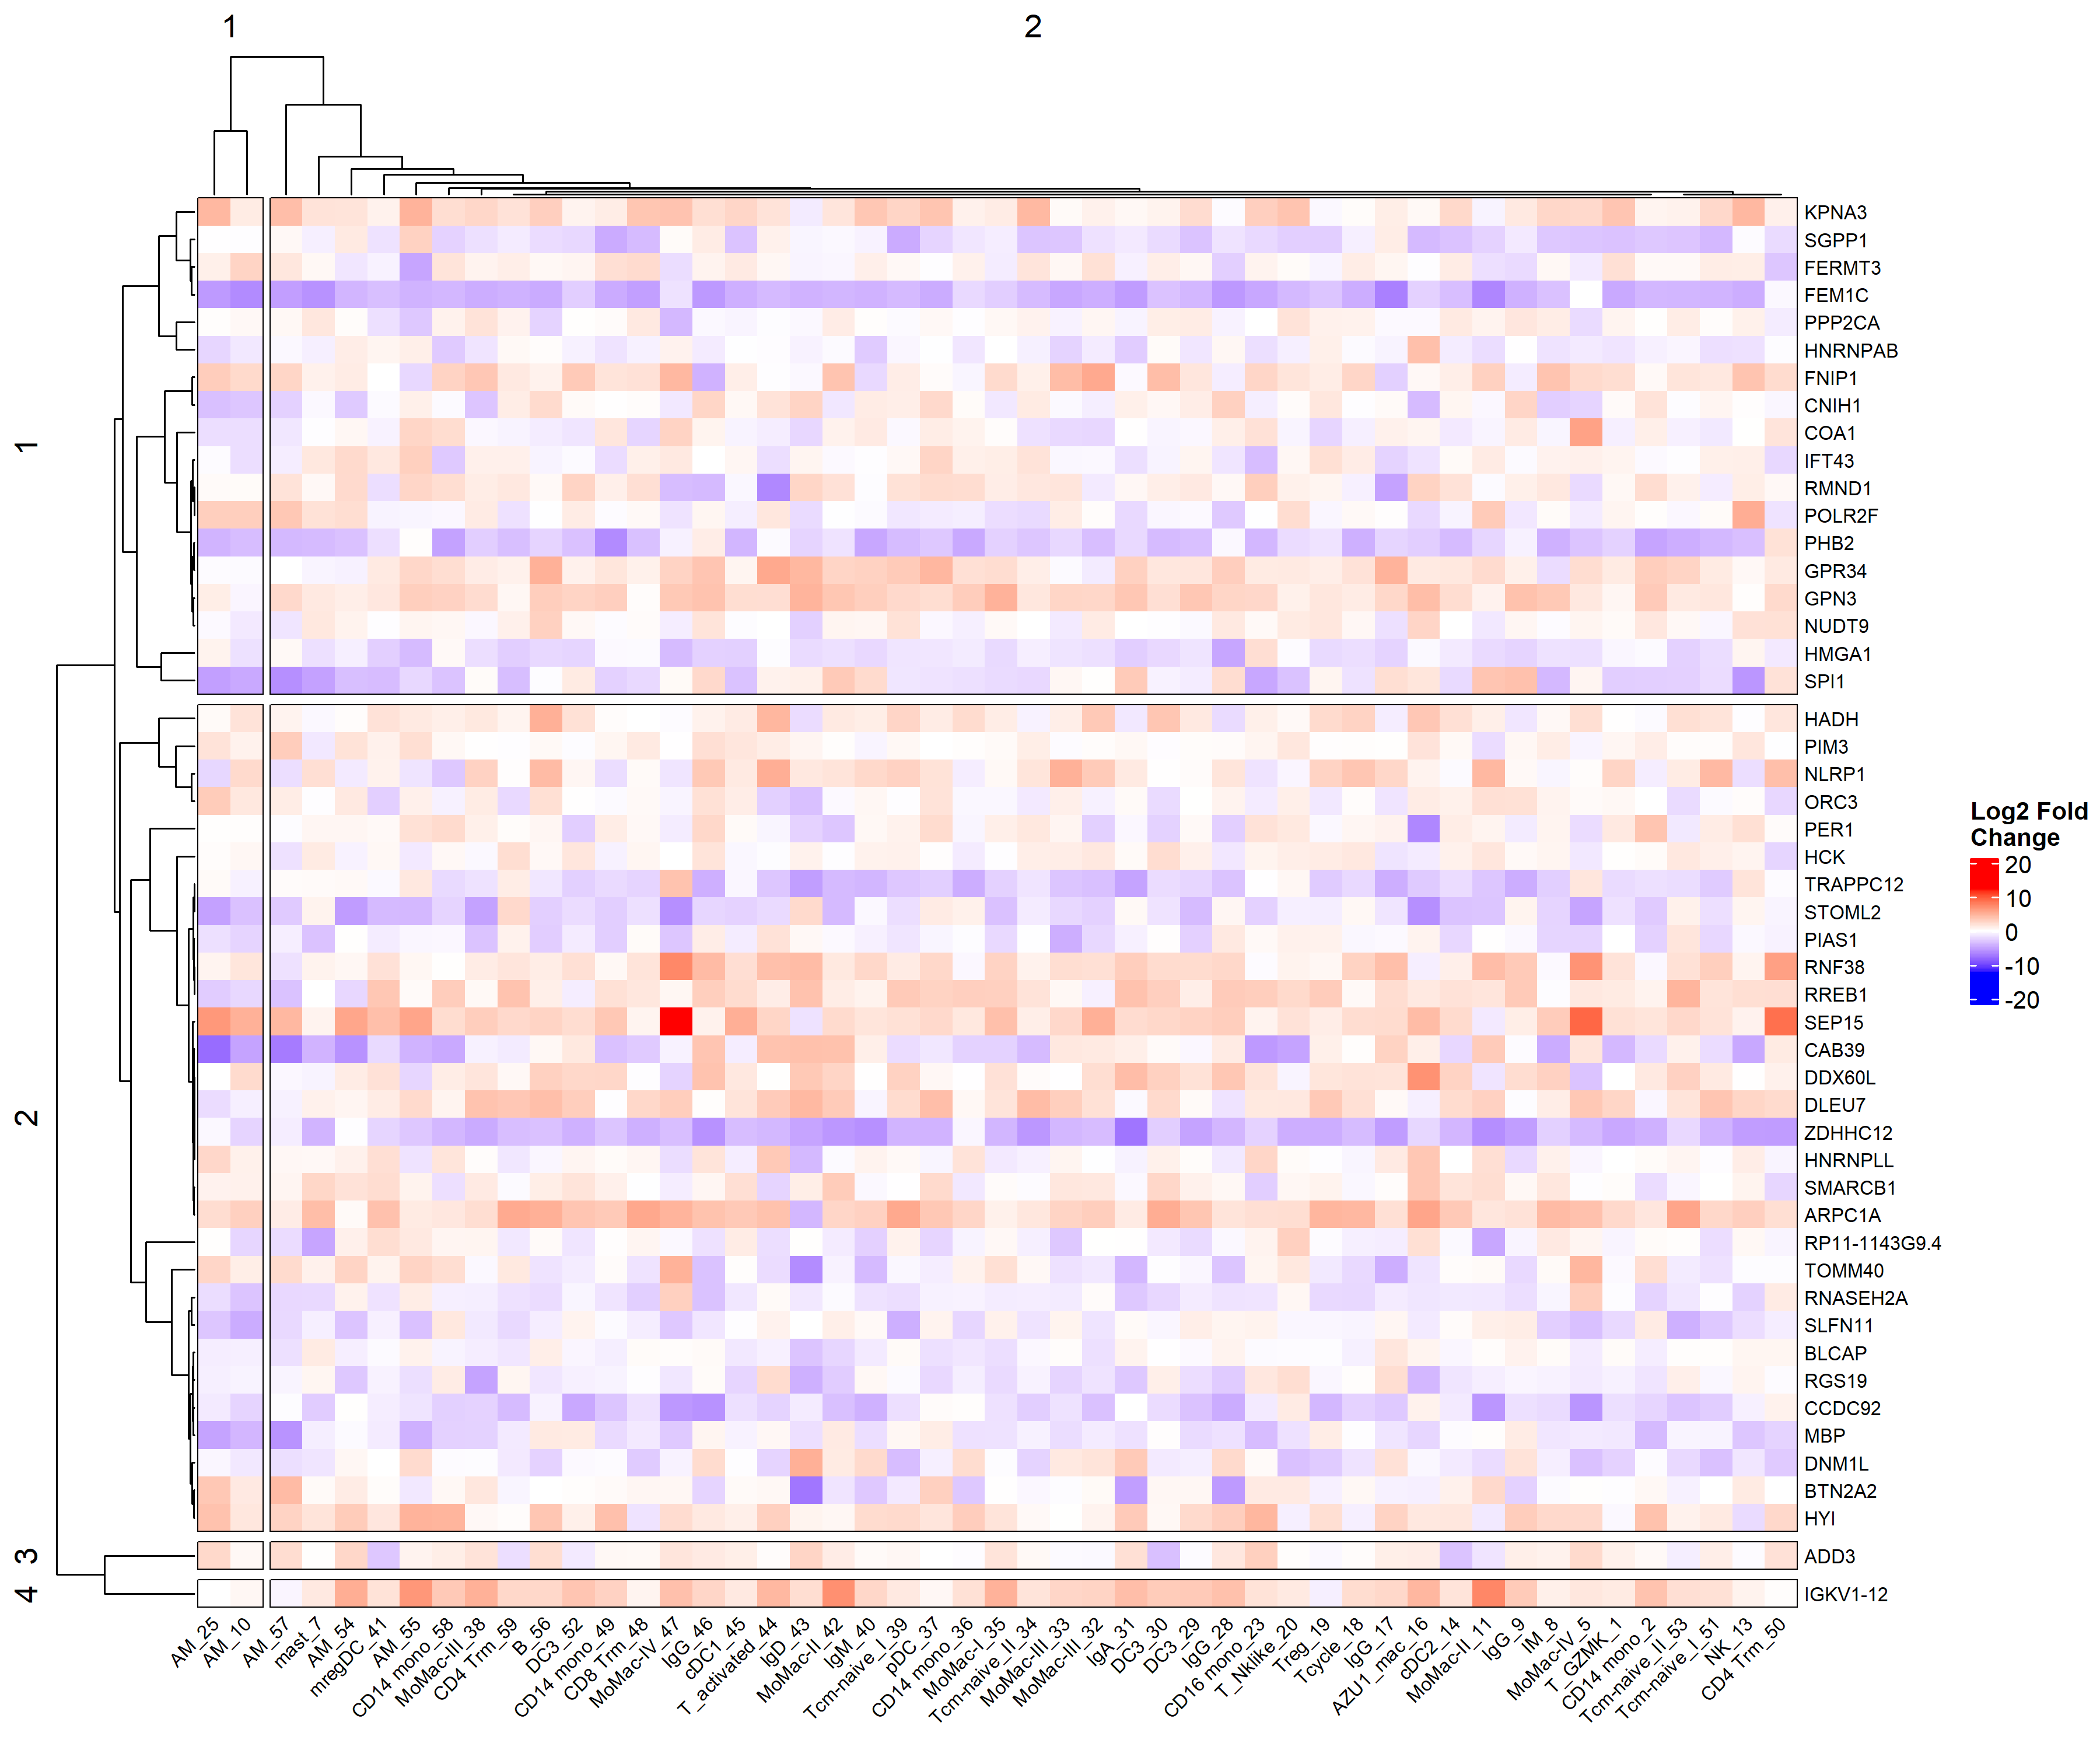 1
2
KPNA3
SGPP1
FERMT3
FEM1C
PPP2CA
HNRNPAB
FNIP1
CNIH1
COA1
IFT43
RMND1
POLR2F
PHB2
GPR34
GPN3
NUDT9
HMGA1
SPI1
1
HADH
PIM3
NLRP1
ORC3
PER1
HCK
TRAPPC12
STOML2
PIAS1
RNF38
RREB1
SEP15
CAB39
DDX60L
DLEU7
ZDHHC12
HNRNPLL
SMARCB1
ARPC1A
RP11-1143G9.4
TOMM40
RNASEH2A
SLFN11
BLCAP
RGS19
CCDC92
MBP
DNM1L
BTN2A2
HYI
2
ADD3
3
IGKV1-12
4
AM_25
AM_10
AM_57
mast_7
AM_54
mregDC_41
AM_55
CD14 mono_58
MoMac-III_38
CD4 Trm_59
B_56
DC3_52
CD14 mono_49
CD8 Trm_48
MoMac-IV_47
IgG_46
cDC1_45
T_activated_44
IgD_43
MoMac-II_42
IgM_40
Tcm-naive_I_39
pDC_37
CD14 mono_36
MoMac-I_35
Tcm-naive_II_34
MoMac-III_33
MoMac-III_32
IgA_31
DC3_30
DC3_29
IgG_28
CD16 mono_23
T_Nklike_20
Treg_19
Tcycle_18
IgG_17
AZU1_mac_16
cDC2_14
MoMac-II_11
IgG_9
IM_8
MoMac-IV_5
T_GZMK_1
CD14 mono_2
Tcm-naive_II_53
Tcm-naive_I_51
NK_13
CD4 Trm_50
Log2 Fold
Change
20
10
0
-10
-20